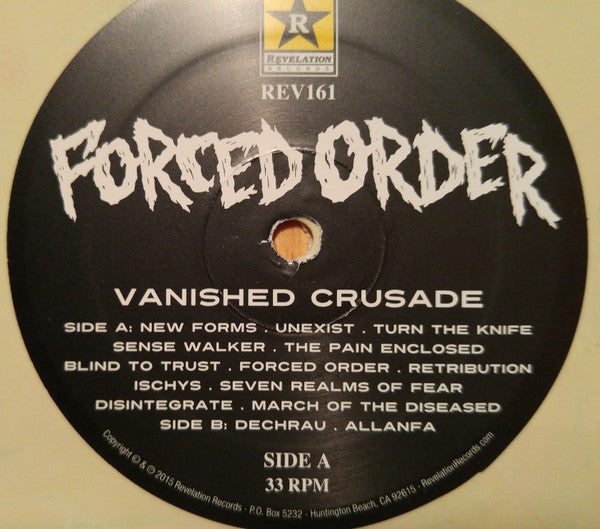 R
REVELATION
RECORDS
REV161
FORCED ORDER
VANISHED CRUSADE
SIDE A: NEW FORMS . UNEXIST . TURN THE KNIFE
SENSE WALKER . THE PAIN ENCLOSED
BLIND TO TRUST . FORCED ORDER . RETRIBUTION
ISCHYS . SEVEN REALMS OF FEAR
DISINTEGRATE . MARCH OF THE DISEASED
SIDE B: DECHRAU . ALLANFA
SIDE A
33 RPM
Copyright © & ℗ 2015 Revelation Records - P.O. Box 5232 - Huntington Beach, CA 92615 - RevelationRecords.com